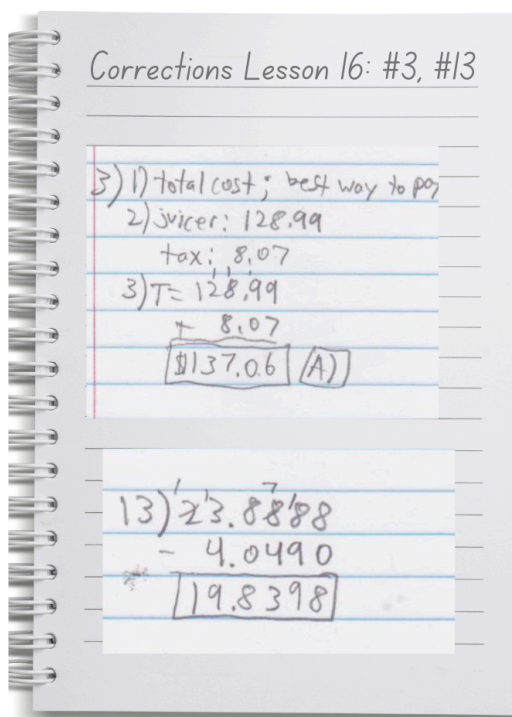 Corrections Lesson 16: #3, #13
3) 1) total cost; best way to pay
2) juicer: 128.99
tax: 8.07
3) T= 128.99
+ 8.07
$137.06 A)
13) 23.8888
- 4.0490
19.8398